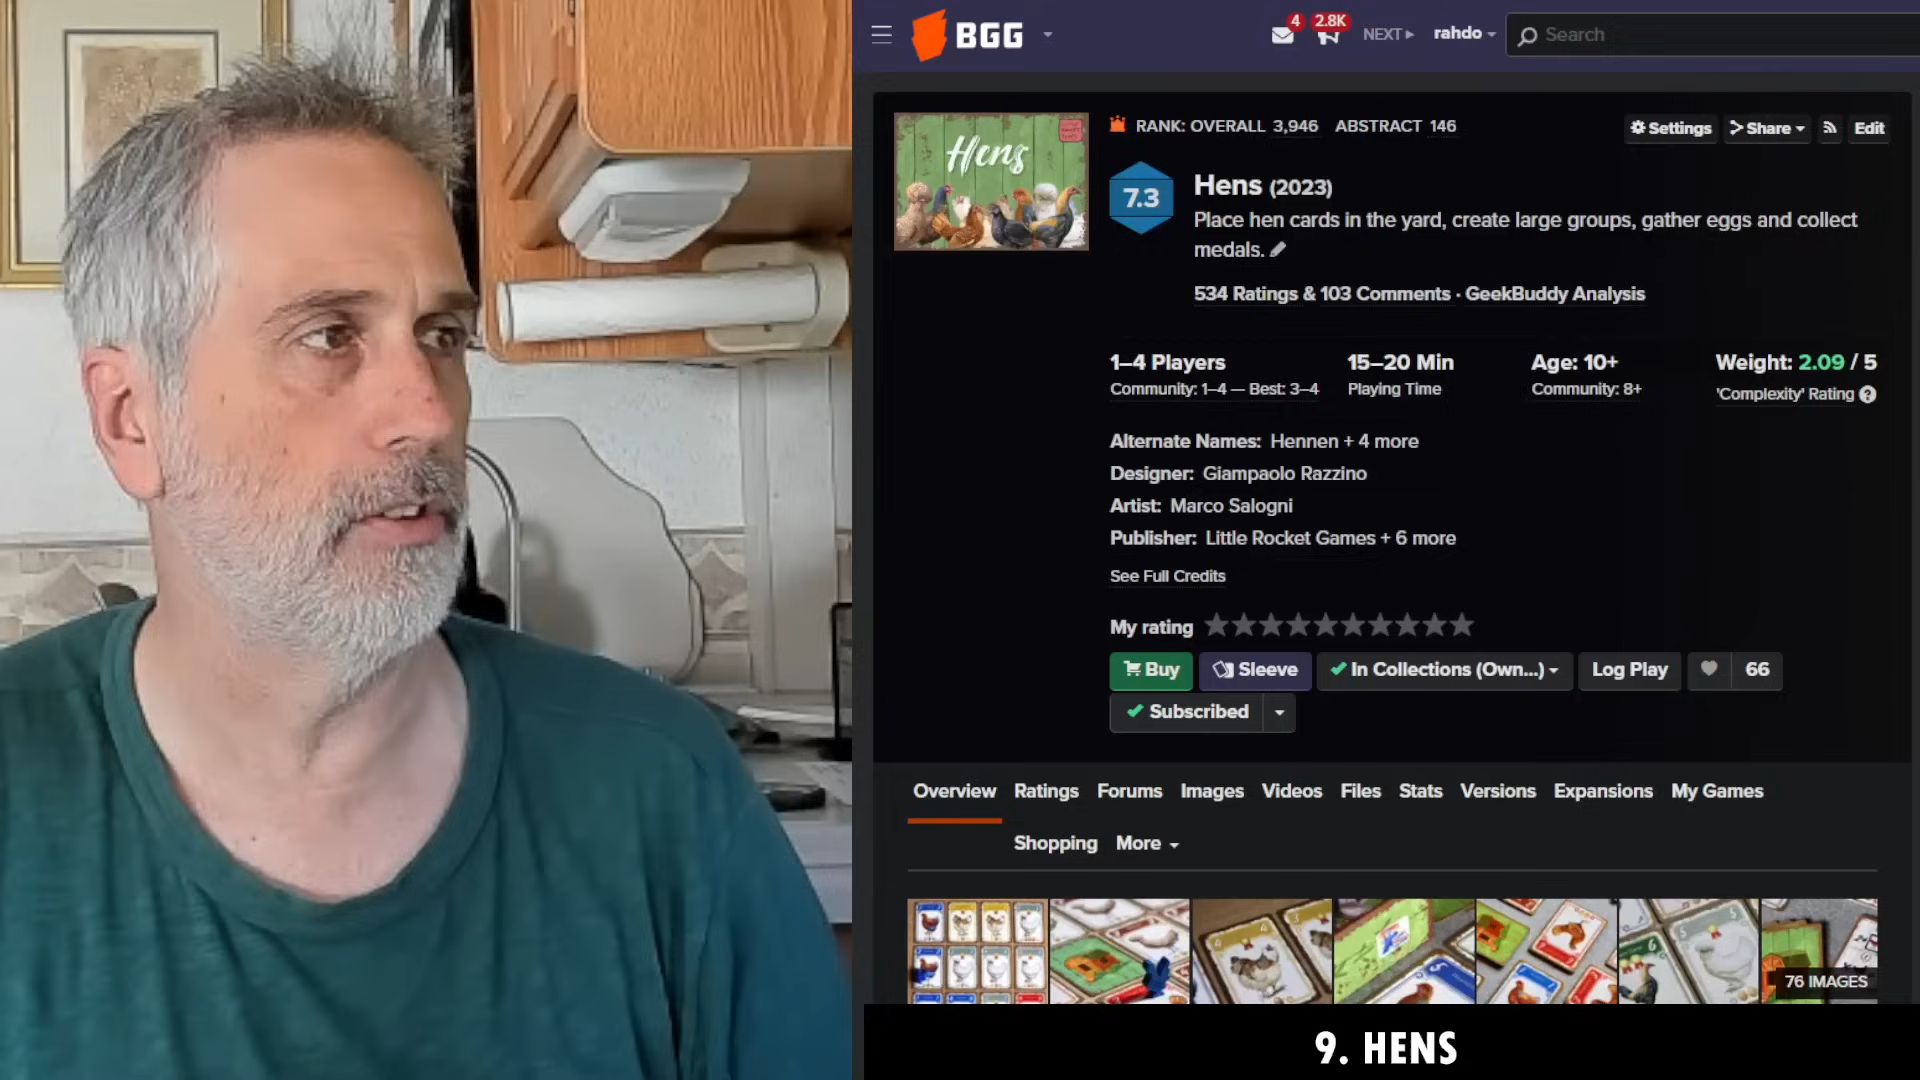 BGG
4
2.8K
NEXT
rahdo
Search
Hens
RANK: OVERALL 3,946 ABSTRACT 146
Settings
Share
Edit
7.3
Hens (2023)
Place hen cards in the yard, create large groups, gather eggs and collect
medals.
534 Ratings & 103 Comments · GeekBuddy Analysis
1–4 Players
Community: 1–4 — Best: 3–4
15–20 Min
Playing Time
Age: 10+
Community: 8+
Weight: 2.09 / 5
'Complexity' Rating
Alternate Names: Hennen + 4 more
Designer: Giampaolo Razzino
Artist: Marco Salogni
Publisher: Little Rocket Games + 6 more
See Full Credits
My rating
Buy
Sleeve
In Collections (Own...)
Log Play
66
Subscribed
Overview Ratings Forums Images Videos Files Stats Versions Expansions My Games
Shopping More
76 IMAGES
9. HENS